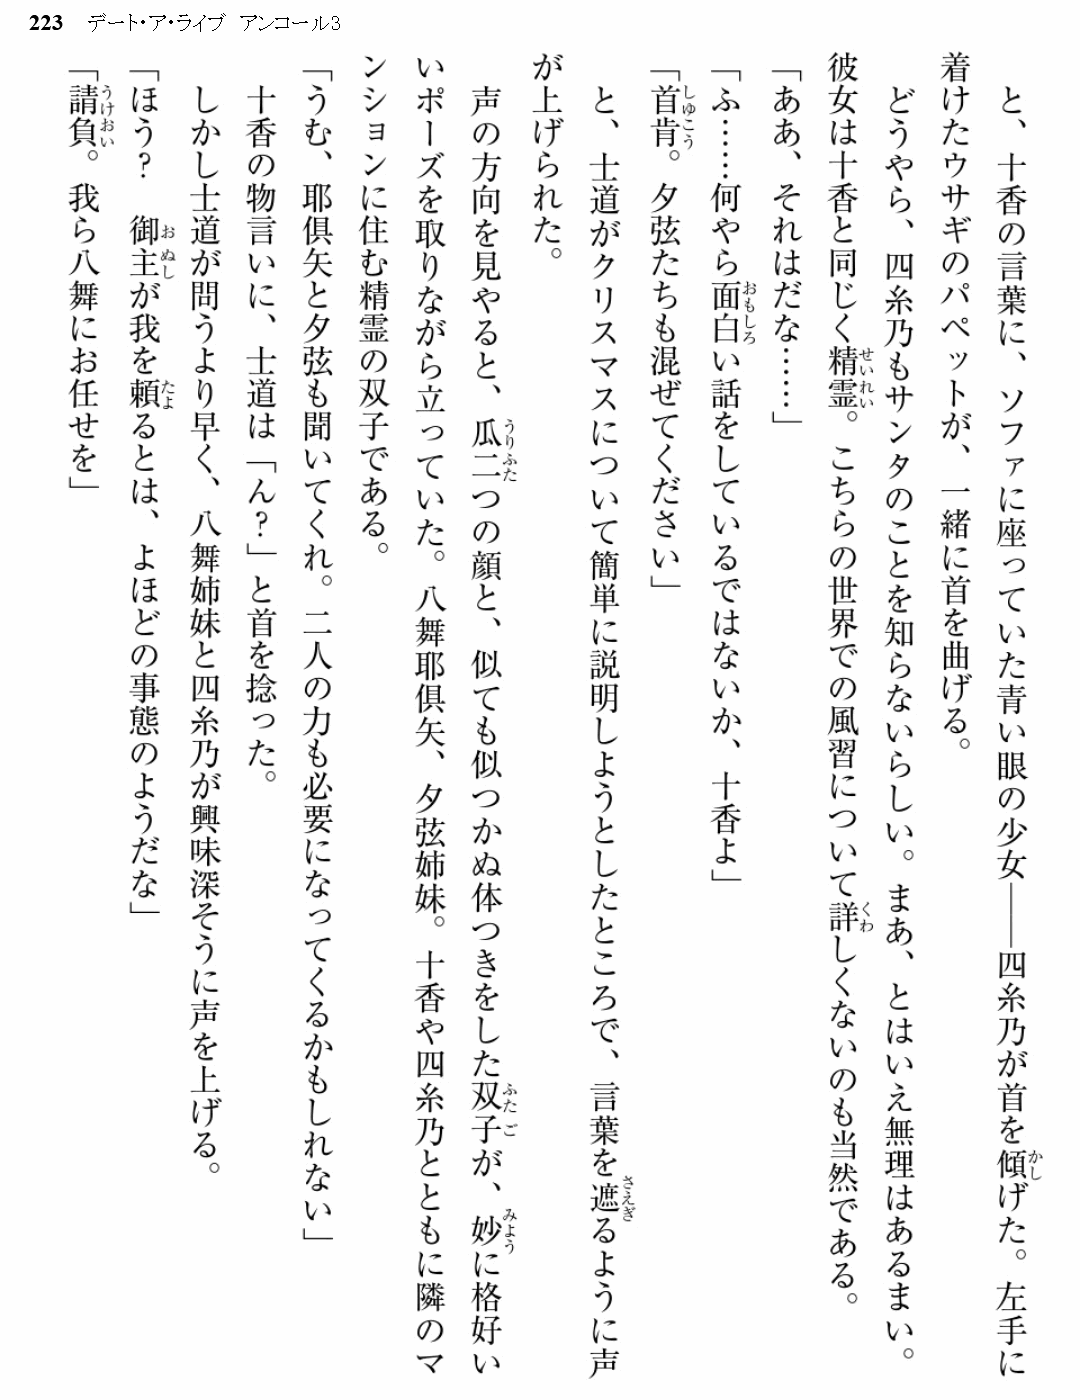 223 デート・ア・ライブ アンコール3
と、十香の言葉に、ソファに座っていた青い眼の少女――四糸乃が首を傾げた。左手に
着けたウサギのパペットが、一緒に首を曲げる。
どうやら、四糸乃もサンタのことを知らないらしい。まあ、とはいえ無理はあるまい。
彼女は十香と同じく精霊。こちらの世界での風習について詳しくないのも当然である。
「ああ、それはだな……」
「ふ……何やら面白い話をしているではないか、十香よ」
「首肯。夕弦たちも混ぜてください」
と、士道がクリスマスについて簡単に説明しようとしたところで、言葉を遮るように声
が上げられた。
声の方向を見やると、瓜二つの顔と、似ても似つかぬ体つきをした双子が、妙に格好い
いポーズを取りながら立っていた。八舞耶倶矢、夕弦姉妹。十香や四糸乃とともに隣のマ
ンションに住む精霊の双子である。
「うむ、耶倶矢と夕弦も聞いてくれ。二人の力も必要になってくるかもしれない」
十香の物言いに、士道は「ん?」と首を捻った。
しかし士道が問うより早く、八舞姉妹と四糸乃が興味深そうに声を上げる。
「ほう? 御主が我を頼るとは、よほどの事態のようだな」
「請負。我ら八舞にお任せを」